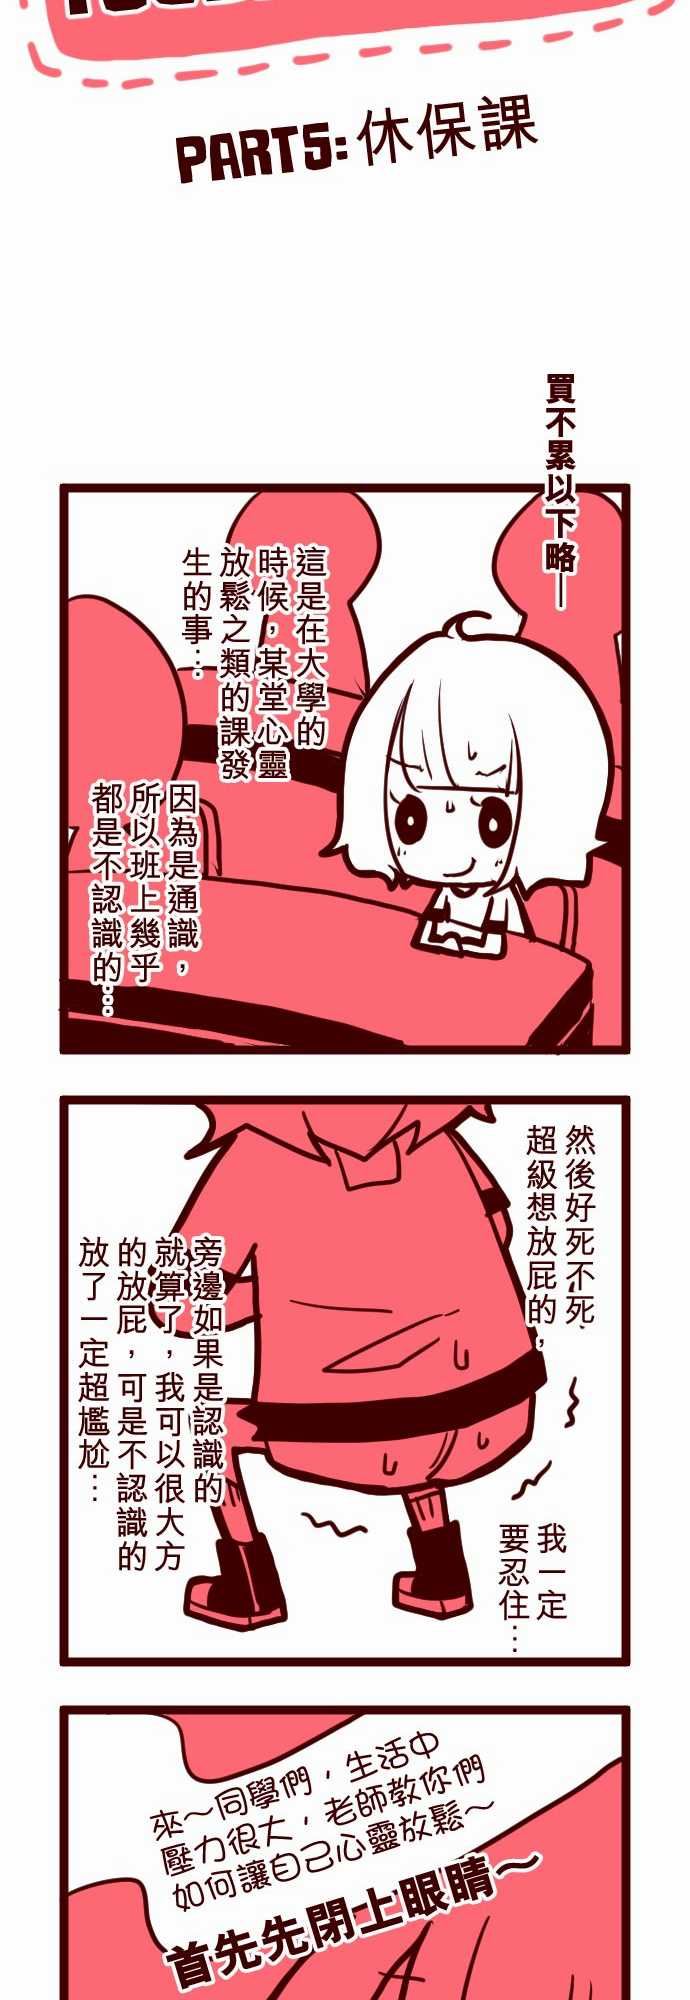 PART5:休保課
買不累以下略—
這是在大學的
時候，某堂心靈
放鬆之類的課發
生的事…
因為是通識，
所以班上幾乎
都是不認識的…
然後好死不死
超級想放屁的，
旁邊如果是認識的
就算了，我可以很大方
的放屁，可是不認識的
放了一定超尷尬…
我一定
要忍住…
來～同學們，生活中
壓力很大，老師教你們
如何讓自己心靈放鬆～
首先先閉上眼睛～